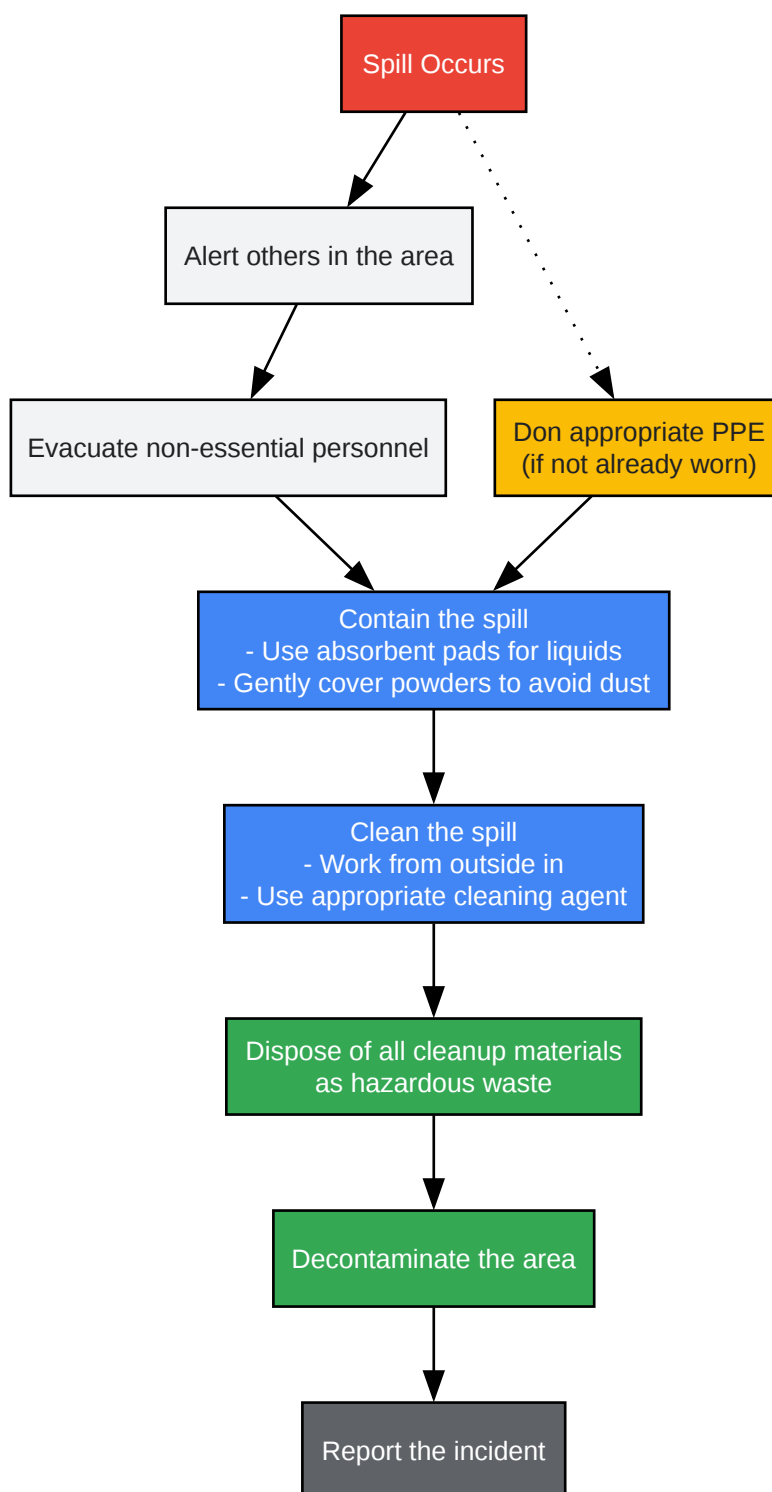 Spill Occurs
Alert others in the area
Evacuate non-essential personnel
Don appropriate PPE
(if not already worn)
Contain the spill
- Use absorbent pads for liquids
- Gently cover powders to avoid dust
Clean the spill
- Work from outside in
- Use appropriate cleaning agent
Dispose of all cleanup materials
as hazardous waste
Decontaminate the area
Report the incident